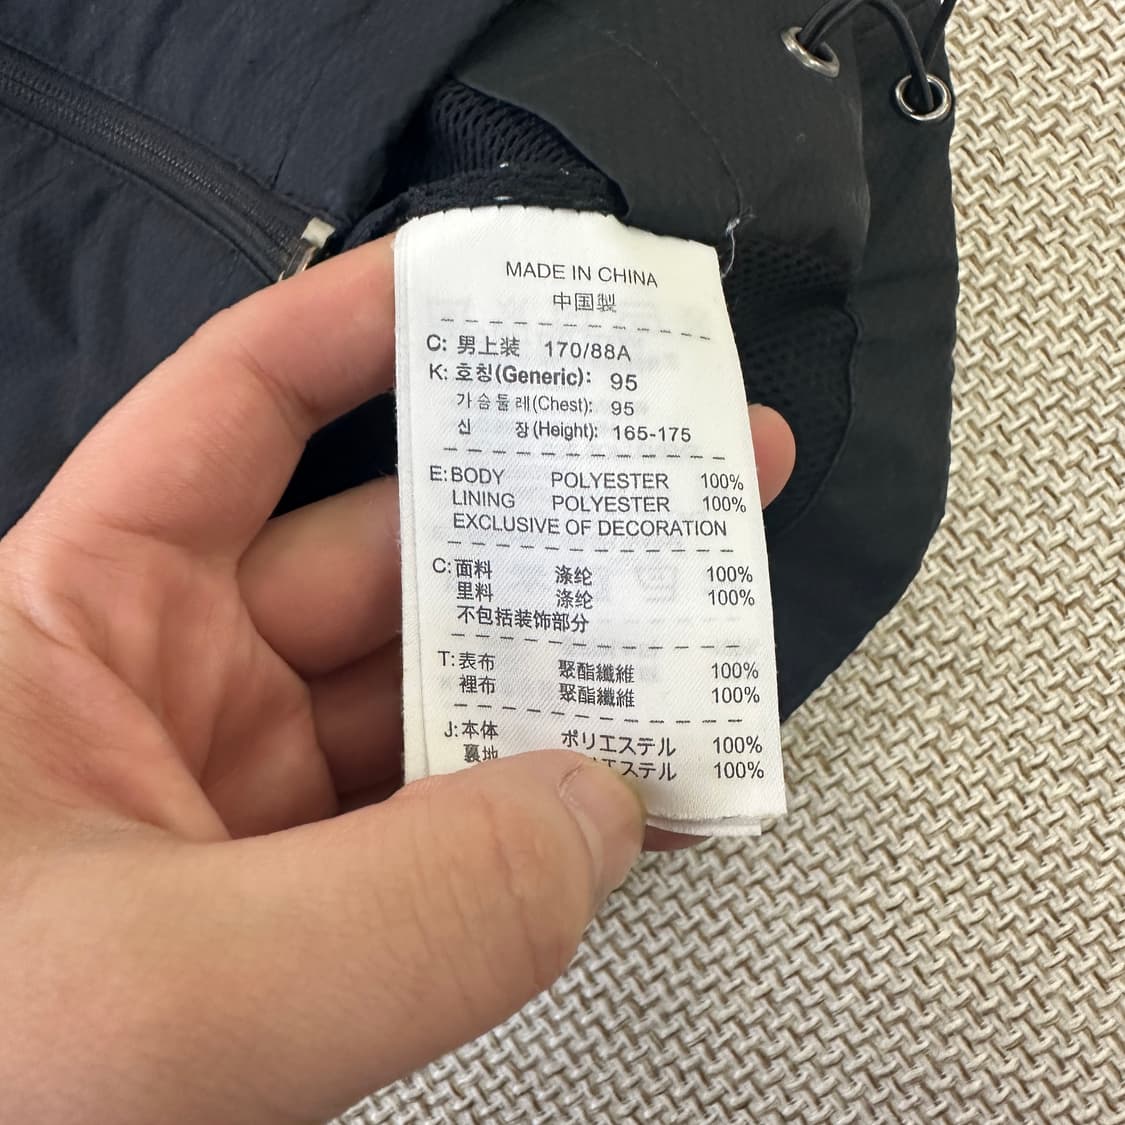 MADE IN CHINA
中国製
C: 男上装 170/88A
K: 호칭(Generic): 95
가슴둘레(Chest): 95
신 장(Height): 165-175
E: BODY POLYESTER 100%
LINING POLYESTER 100%
EXCLUSIVE OF DECORATION
C: 面料 涤纶 100%
里料 涤纶 100%
不包括装饰部分
T: 表布 聚酯纖維 100%
裡布 聚酯纖維 100%
J: 本体 ポリエステル 100%
裏地 エステル 100%